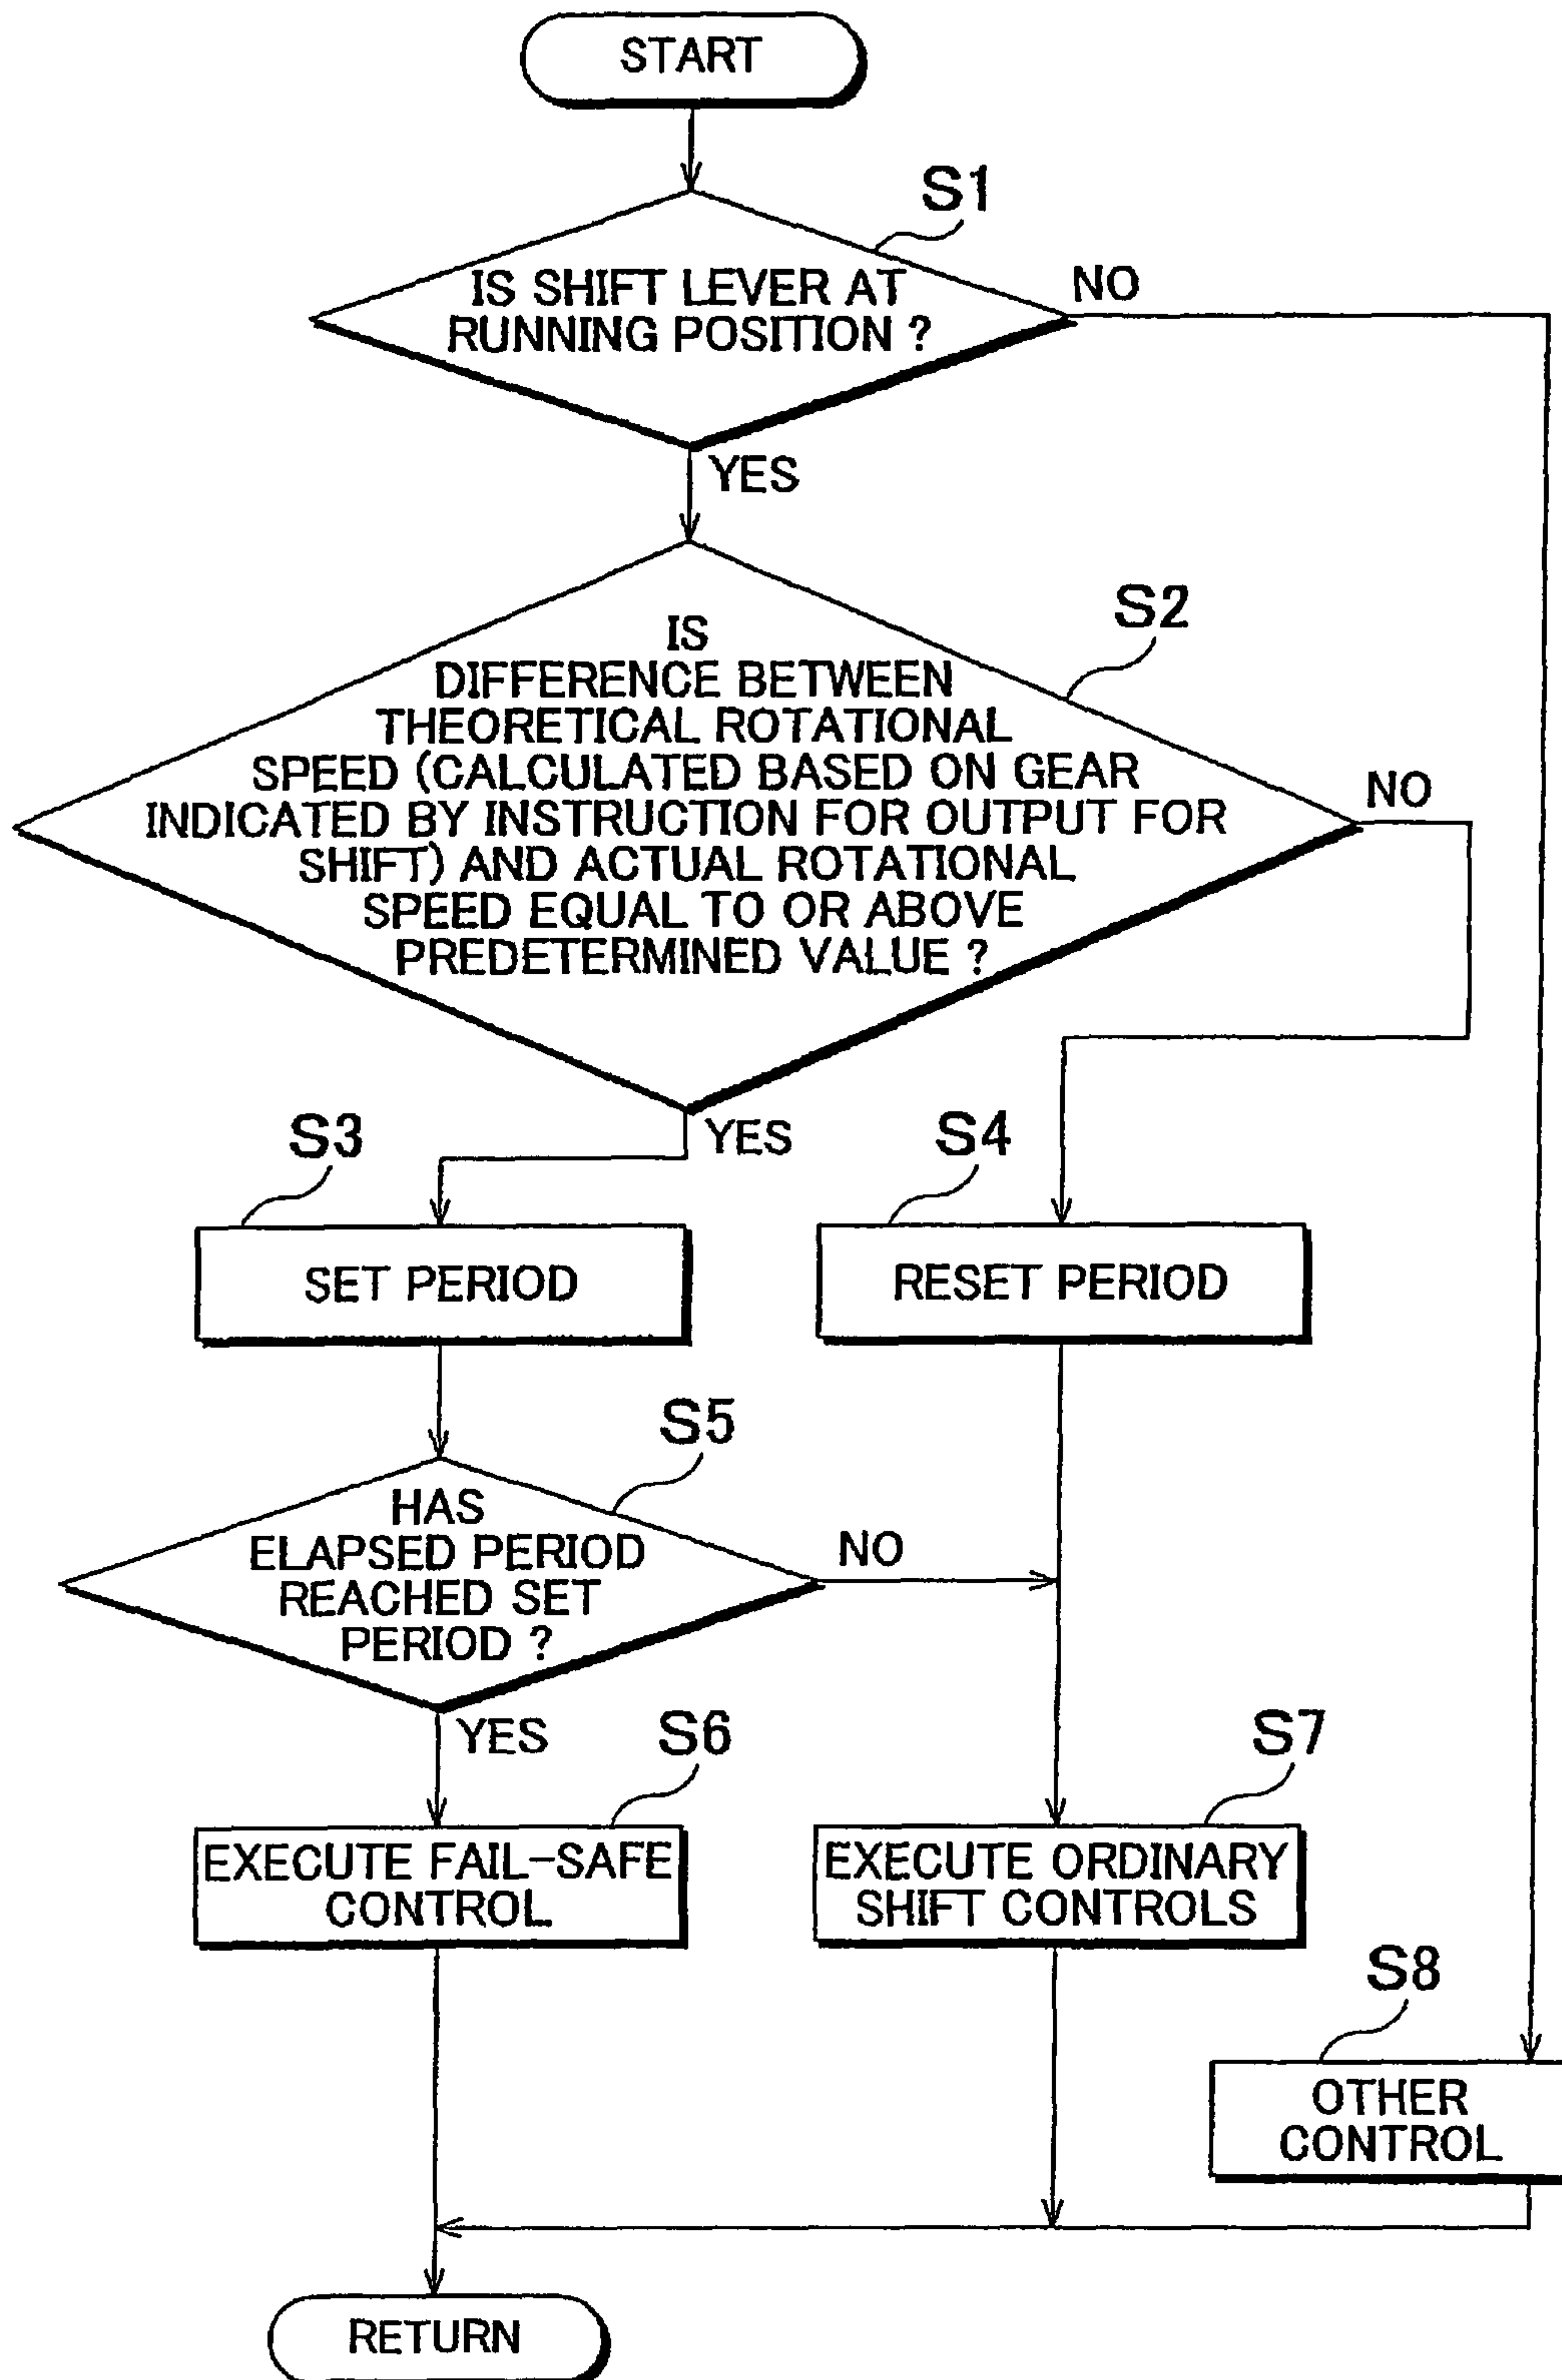 START
S1
IS SHIFT LEVER AT
RUNNING POSITION ?
NO
YES
S2
IS
DIFFERENCE BETWEEN
THEORETICAL ROTATIONAL
SPEED (CALCULATED BASED ON GEAR
INDICATED BY INSTRUCTION FOR OUTPUT FOR
SHIFT) AND ACTUAL ROTATIONAL
SPEED EQUAL TO OR ABOVE
PREDETERMINED VALUE ?
NO
YES
S3
SET PERIOD
S4
RESET PERIOD
S5
HAS
ELAPSED PERIOD
REACHED SET
PERIOD ?
NO
YES
S6
EXECUTE FAIL-SAFE
CONTROL
S7
EXECUTE ORDINARY
SHIFT CONTROLS
S8
OTHER
CONTROL
RETURN